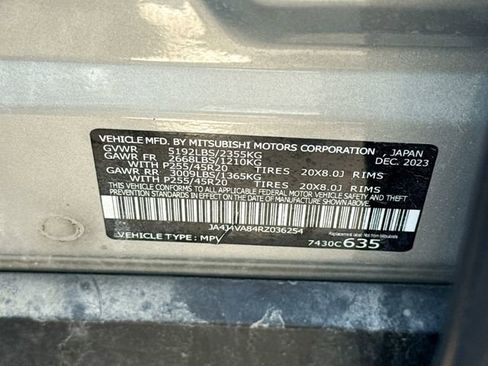 VEHICLE MFD. BY MITSUBISHI MOTORS CORPORATION, JAPAN
GVWR 5192LBS/2355KG DEC. 2023
GAWR FR 2668LBS/1210KG
WITH P255/45R20 TIRES 20X8.0J RIMS
GAWR RR 3009LBS/1365KG
WITH P255/45R20 TIRES 20X8.0J RIMS
THIS VEHICLE CONFORMS TO ALL APPLICABLE FEDERAL MOTOR VEHICLE SAFETY AND THEFT
PREVENTION STANDARDS IN EFFECT ON THE DATE OF MANUFACTURE SHOWN ABOVE.
JA4J4VA84RZ036254
VEHICLE TYPE: MPV
7430C635